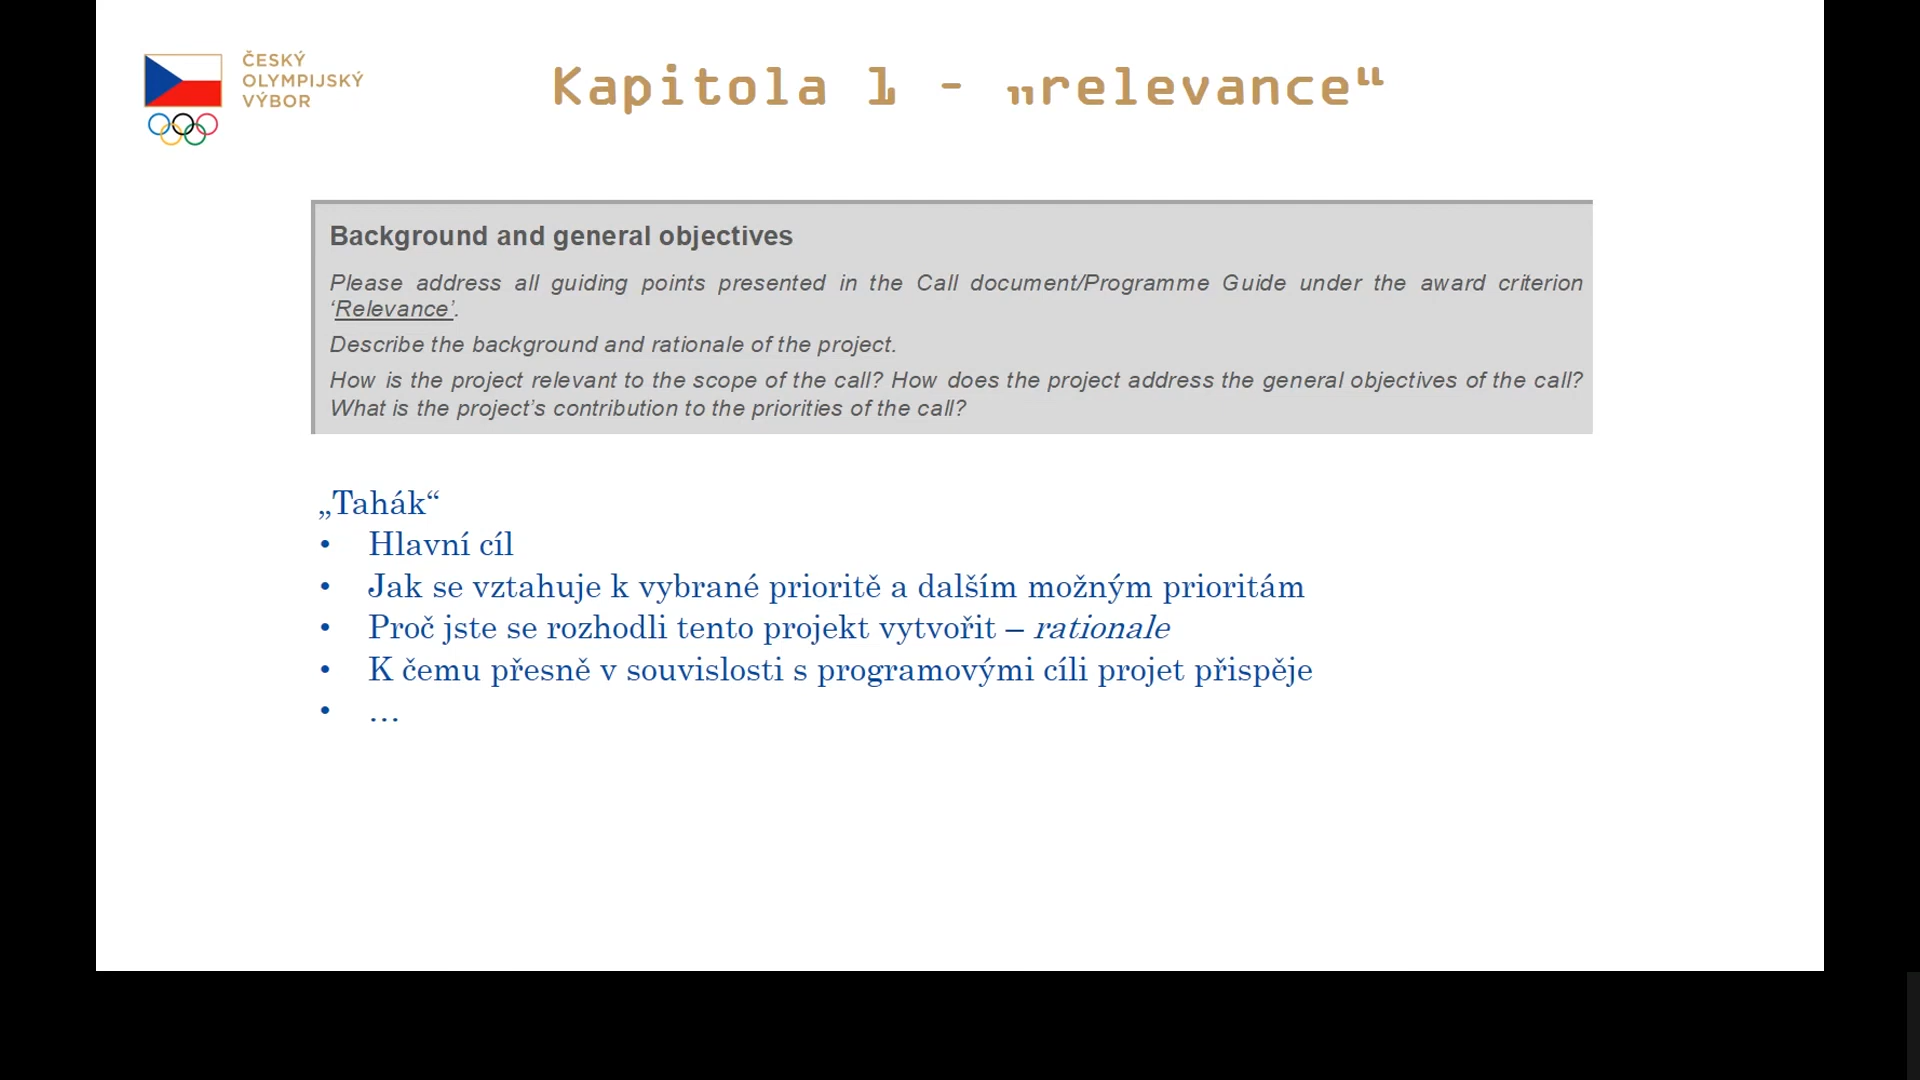 ČESKÝ
OLYMPIJSKÝ
VÝBOR
Kapitola 1 - „relevance“
Background and general objectives
Please address all guiding points presented in the Call document/Programme Guide under the award criterion
‘Relevance’.
Describe the background and rationale of the project.
How is the project relevant to the scope of the call? How does the project address the general objectives of the call?
What is the project’s contribution to the priorities of the call?
„Tahák“
• Hlavní cíl
• Jak se vztahuje k vybrané prioritě a dalším možným prioritám
• Proč jste se rozhodli tento projekt vytvořit – rationale
• K čemu přesně v souvislosti s programovými cíli projet přispěje
• …